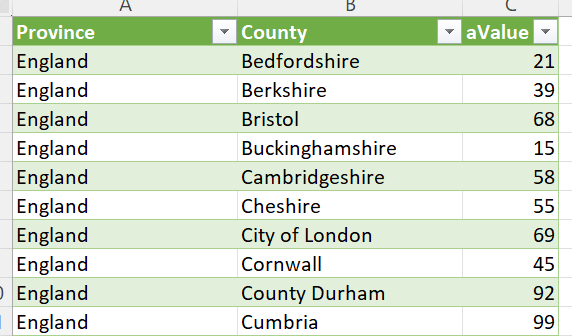 A B C
Province County aValue
England Bedfordshire 21
England Berkshire 39
England Bristol 68
England Buckinghamshire 15
England Cambridgeshire 58
England Cheshire 55
England City of London 69
England Cornwall 45
England County Durham 92
England Cumbria 99